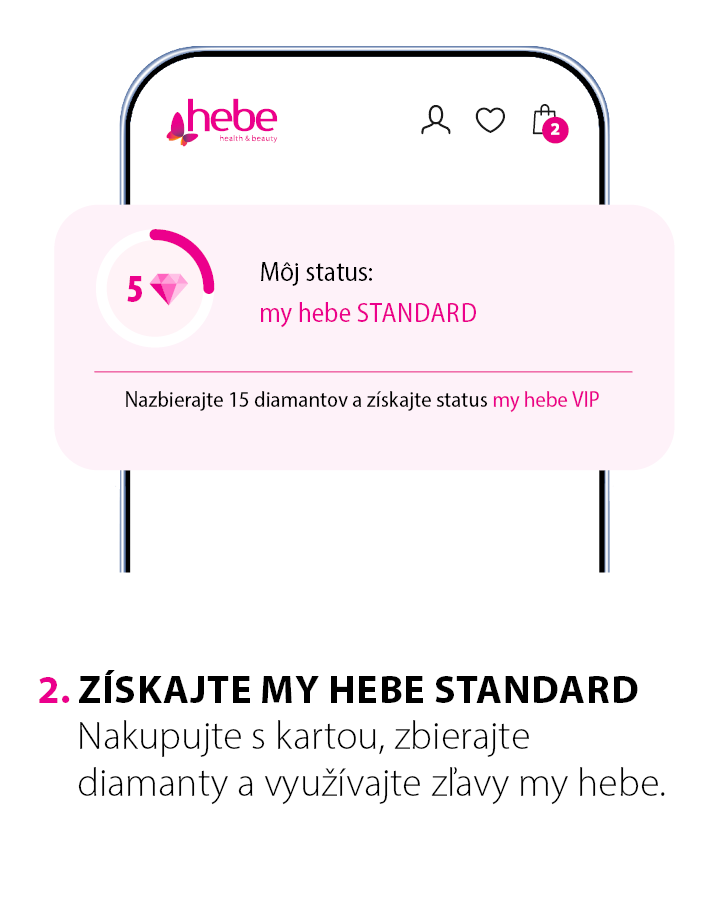 hebe
health & beauty
2
5
Môj status:
my hebe STANDARD
Nazbierajte 15 diamantov a získajte status my hebe VIP
2. ZÍSKAJTE MY HEBE STANDARD
Nakupujte s kartou, zbierajte
diamanty a využívajte zľavy my hebe.